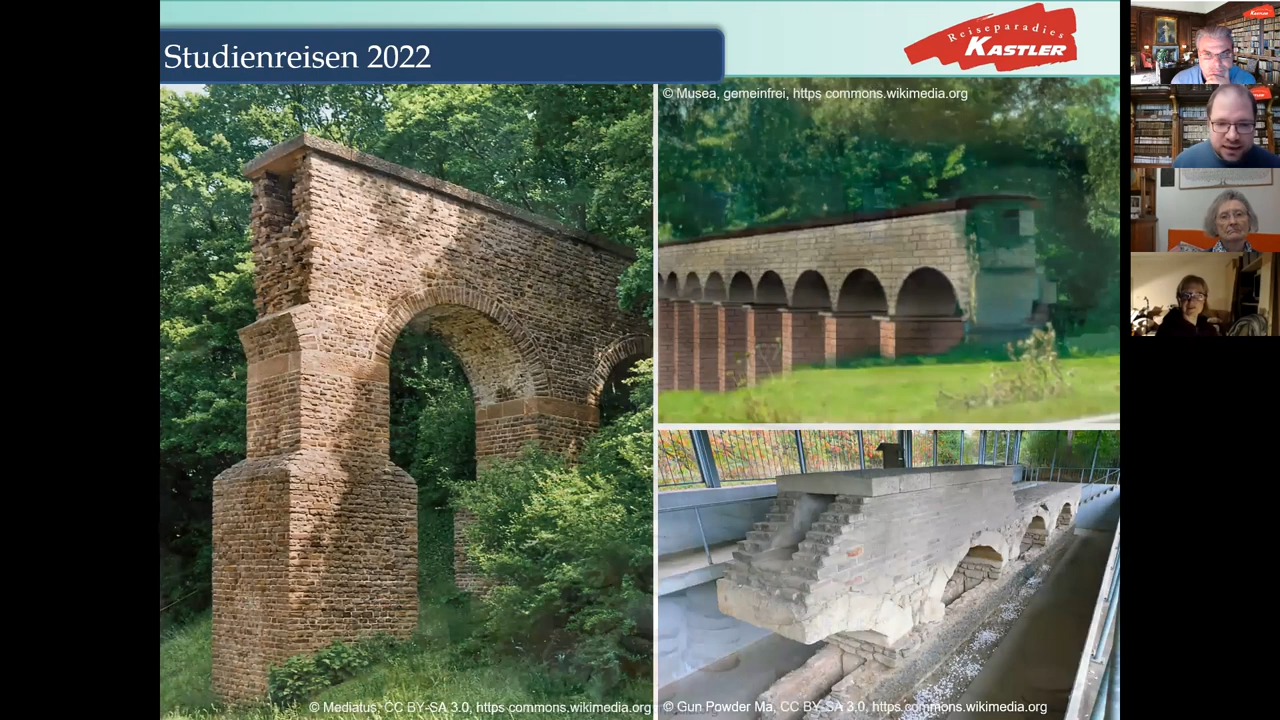 Studienreisen 2022
Reiseparadies
KASTLER
© Musea, gemeinfrei, https commons.wikimedia.org
© Mediatus, CC BY-SA 3.0, https commons.wikimedia.org
© Gun Powder Ma, CC BY-SA 3.0, https commons.wikimedia.org
KASTLER